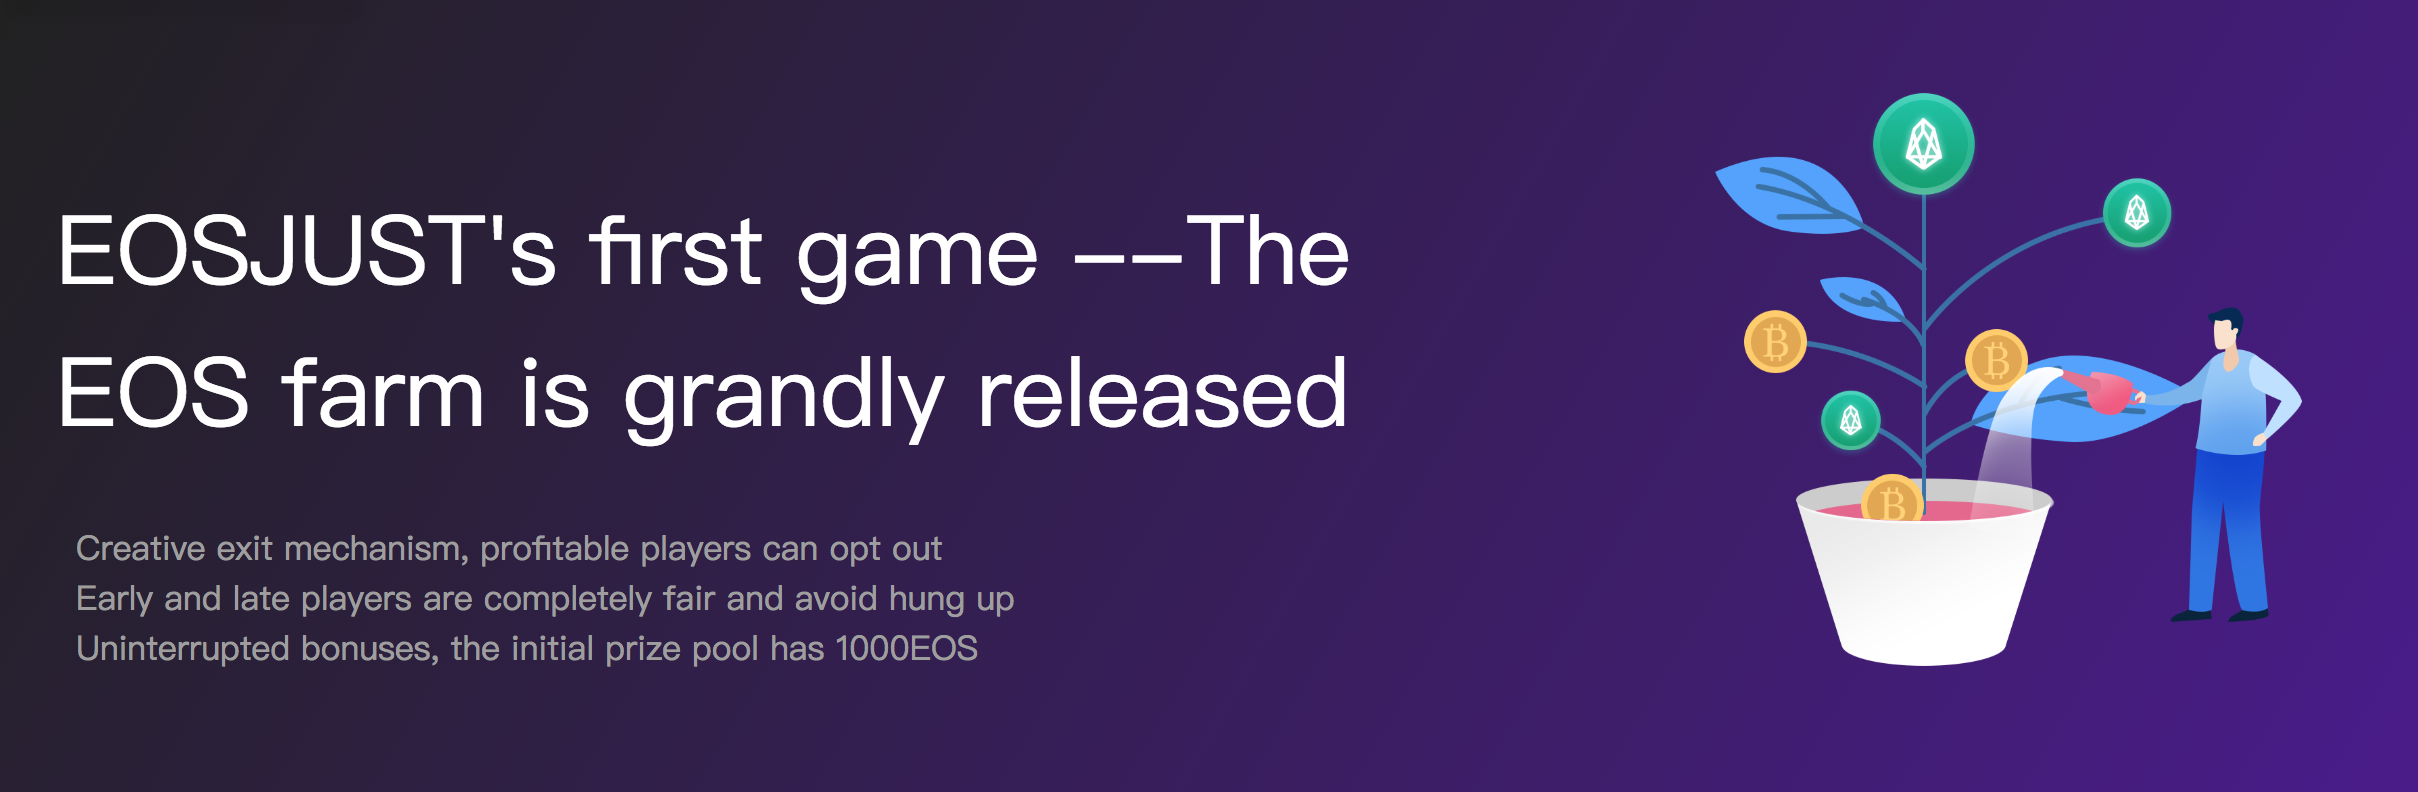 EOSJUST's first game ––The
EOS farm is grandly released
Creative exit mechanism, profitable players can opt out
Early and late players are completely fair and avoid hung up
Uninterrupted bonuses, the initial prize pool has 1000EOS
B
B
B